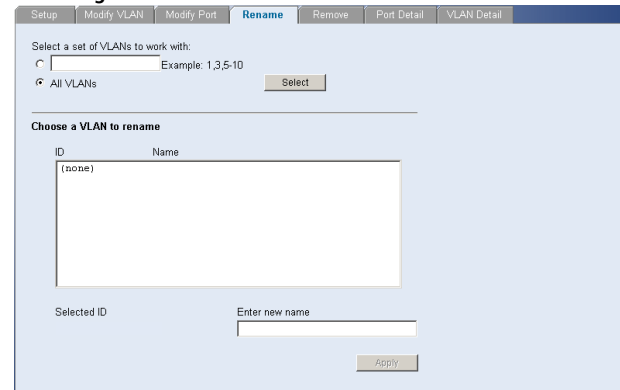 Setup Modify VLAN Modify Port Rename Remove Port Detail VLAN Detail
Select a set of VLANs to work with:
Example: 1,3,5-10
All VLANs Select
Choose a VLAN to rename
ID Name
(none)
Selected ID Enter new name
Apply